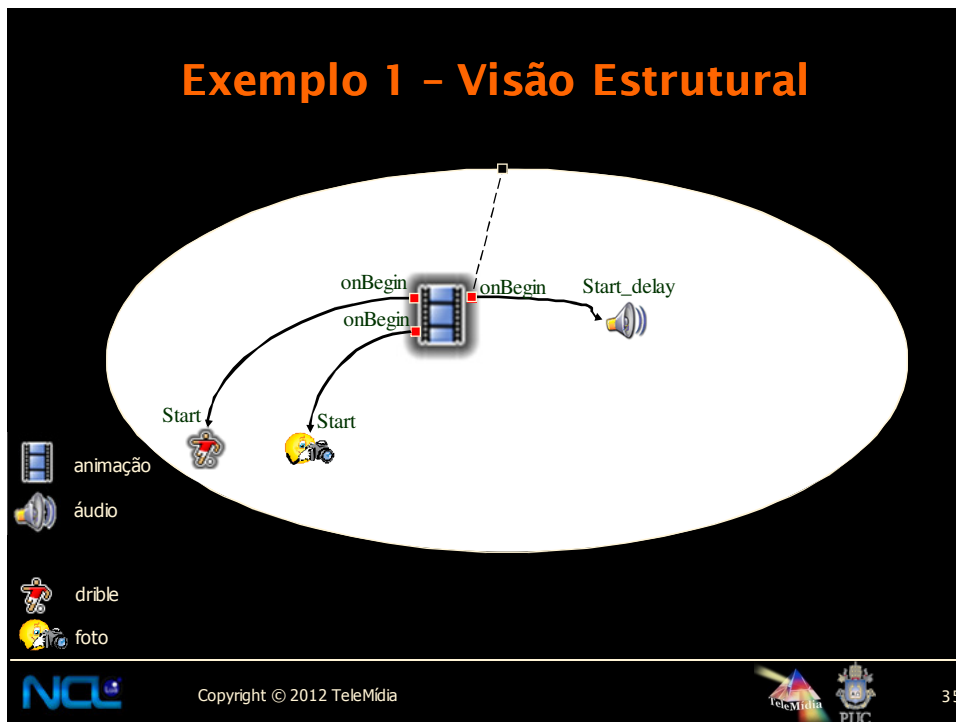 Exemplo 1 – Visão Estrutural
onBegin
onBegin
Start_delay
onBegin
Start
Start
animação
áudio
drible
foto
NCL
Copyright © 2012 TeleMídia
TeleMídia
PUC
35